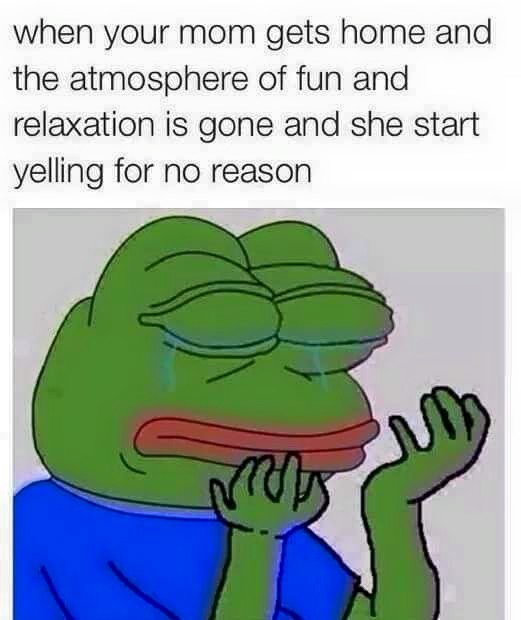 when your mom gets home and
the atmosphere of fun and
relaxation is gone and she start
yelling for no reason